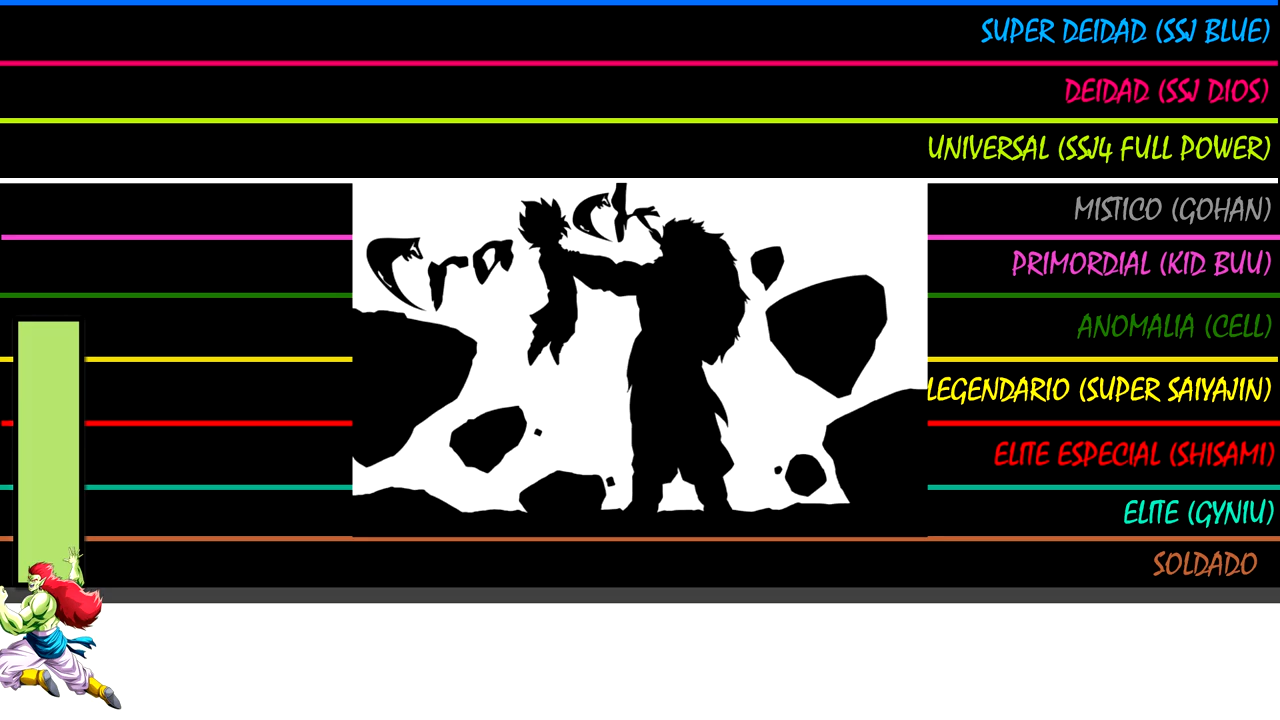 SUPER DEIDAD (SSJ BLUE)
DEIDAD (SSJ DIOS)
UNIVERSAL (SSJ4 FULL POWER)
MISTICO (GOHAN)
PRIMORDIAL (KID BUU)
ANOMALIA (CELL)
LEGENDARIO (SUPER SAIYAJIN)
ELITE ESPECIAL (SHISAMI)
ELITE (GYNIU)
SOLDADO
Crack